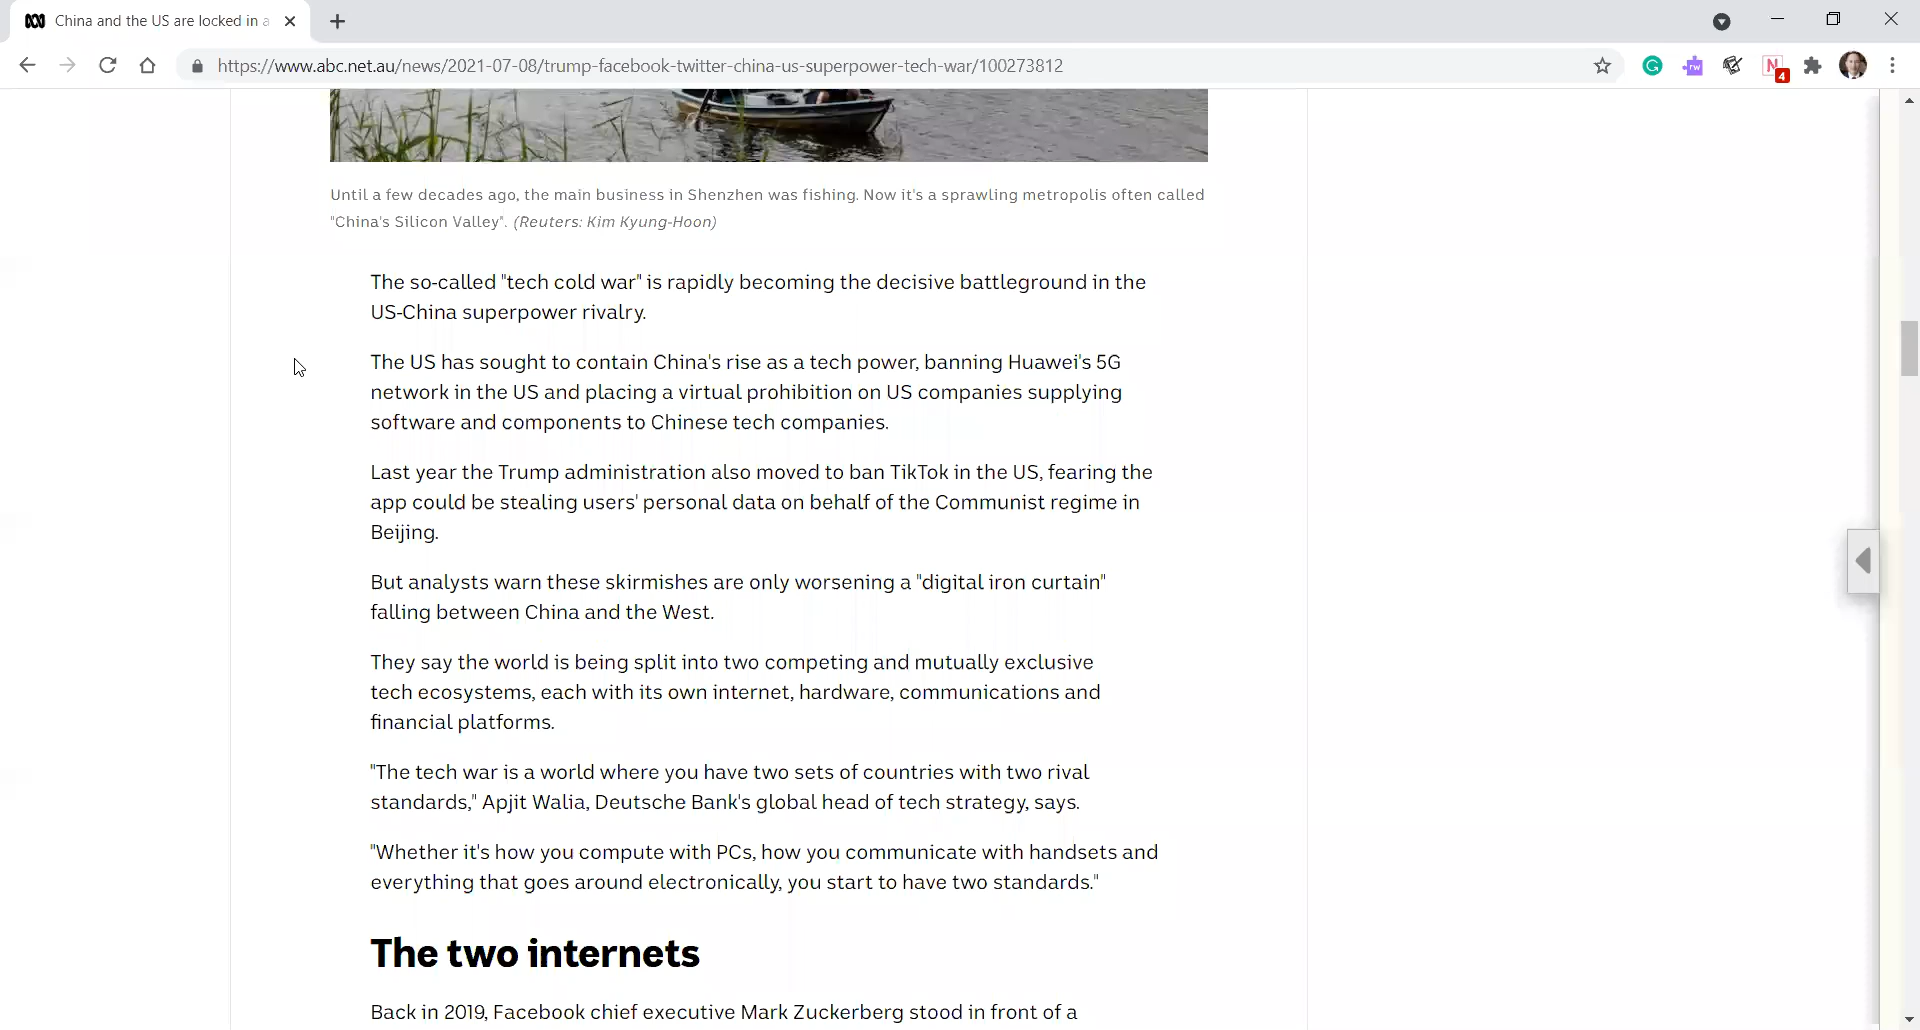 China and the US are locked in a
https://www.abc.net.au/news/2021-07-08/trump-facebook-twitter-china-us-superpower-tech-war/100273812
G
rw
N
4
Until a few decades ago, the main business in Shenzhen was fishing. Now it's a sprawling metropolis often called
"China's Silicon Valley". (Reuters: Kim Kyung-Hoon)
The so-called "tech cold war" is rapidly becoming the decisive battleground in the
US-China superpower rivalry.
The US has sought to contain China's rise as a tech power, banning Huawei's 5G
network in the US and placing a virtual prohibition on US companies supplying
software and components to Chinese tech companies.
Last year the Trump administration also moved to ban TikTok in the US, fearing the
app could be stealing users' personal data on behalf of the Communist regime in
Beijing.
But analysts warn these skirmishes are only worsening a "digital iron curtain"
falling between China and the West.
They say the world is being split into two competing and mutually exclusive
tech ecosystems, each with its own internet, hardware, communications and
financial platforms.
"The tech war is a world where you have two sets of countries with two rival
standards," Apjit Walia, Deutsche Bank's global head of tech strategy, says.
"Whether it's how you compute with PCs, how you communicate with handsets and
everything that goes around electronically, you start to have two standards."
The two internets
Back in 2019, Facebook chief executive Mark Zuckerberg stood in front of a